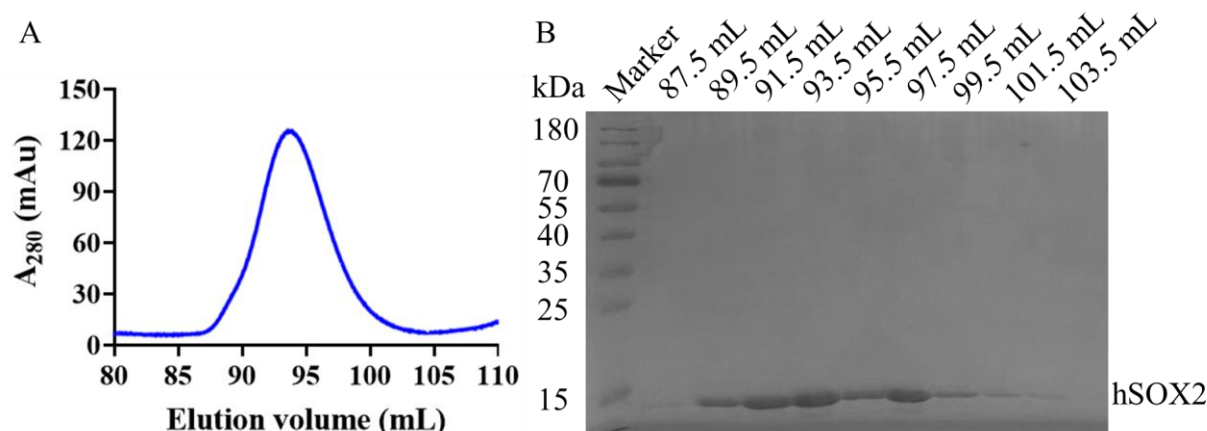 A
150
120
90
60
30
0
A280 (mAu)
80 85 90 95 100 105 110
Elution volume (mL)
B
kDa
Marker
87.5 mL
89.5 mL
91.5 mL
93.5 mL
95.5 mL
97.5 mL
99.5 mL
101.5 mL
103.5 mL
180
70
55
40
35
25
15
hSOX2